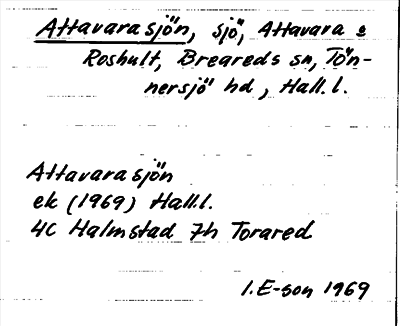 Attavarasjön, sjö, Attavara o
Roshult, Breareds sn, Tön-
nersjö hd, Hall. l.
Attavarasjön
ek (1969) Hall. l.
4C Halmstad 7h Torared
I. E-son 1969